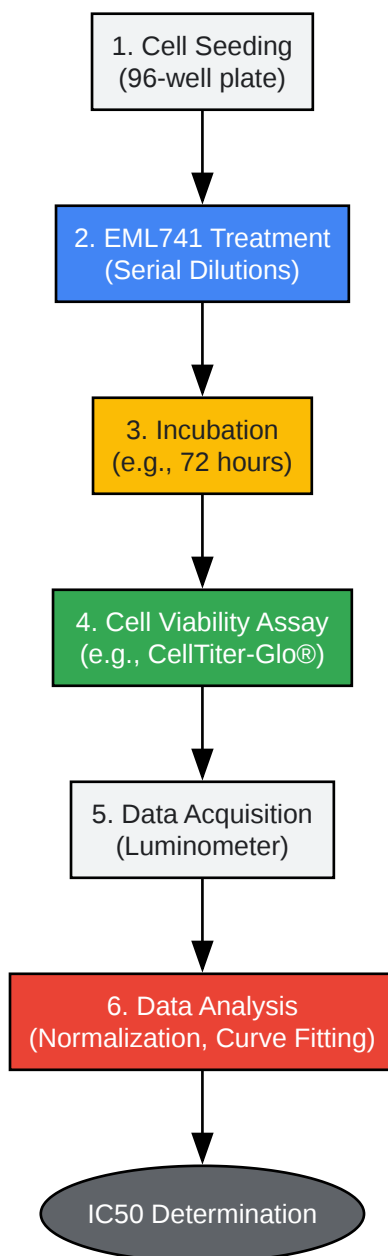 1. Cell Seeding
(96-well plate)
2. EML741 Treatment
(Serial Dilutions)
3. Incubation
(e.g., 72 hours)
4. Cell Viability Assay
(e.g., CellTiter-Glo®)
5. Data Acquisition
(Luminometer)
6. Data Analysis
(Normalization, Curve Fitting)
IC50 Determination